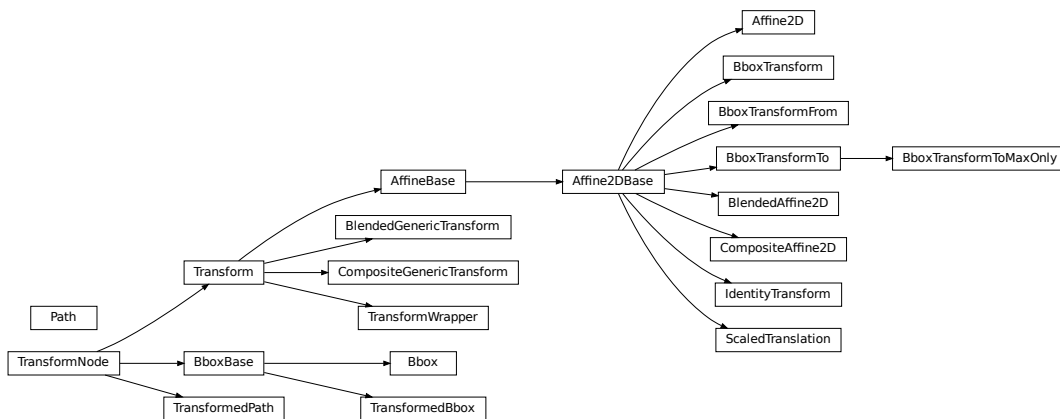 Affine2D
BboxTransform
BboxTransformFrom
BboxTransformTo
BboxTransformToMaxOnly
AffineBase
Affine2DBase
BlendedAffine2D
BlendedGenericTransform
CompositeAffine2D
Transform
CompositeGenericTransform
IdentityTransform
Path
TransformWrapper
ScaledTranslation
TransformNode
BboxBase
Bbox
TransformedPath
TransformedBbox